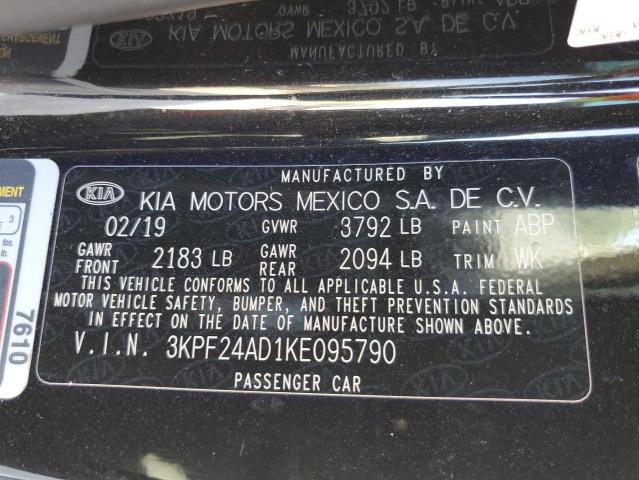 MANUFACTURED BY
KIA KIA MOTORS MEXICO S.A. DE C.V.
02/19 GVWR 3792 LB PAINT ABP
GAWR FRONT 2183 LB GAWR REAR 2094 LB TRIM WK
THIS VEHICLE CONFORMS TO ALL APPLICABLE U.S.A. FEDERAL
MOTOR VEHICLE SAFETY, BUMPER, AND THEFT PREVENTION STANDARDS
IN EFFECT ON THE DATE OF MANUFACTURE SHOWN ABOVE.
V.I.N. 3KPF24AD1KE095790
PASSENGER CAR
7610